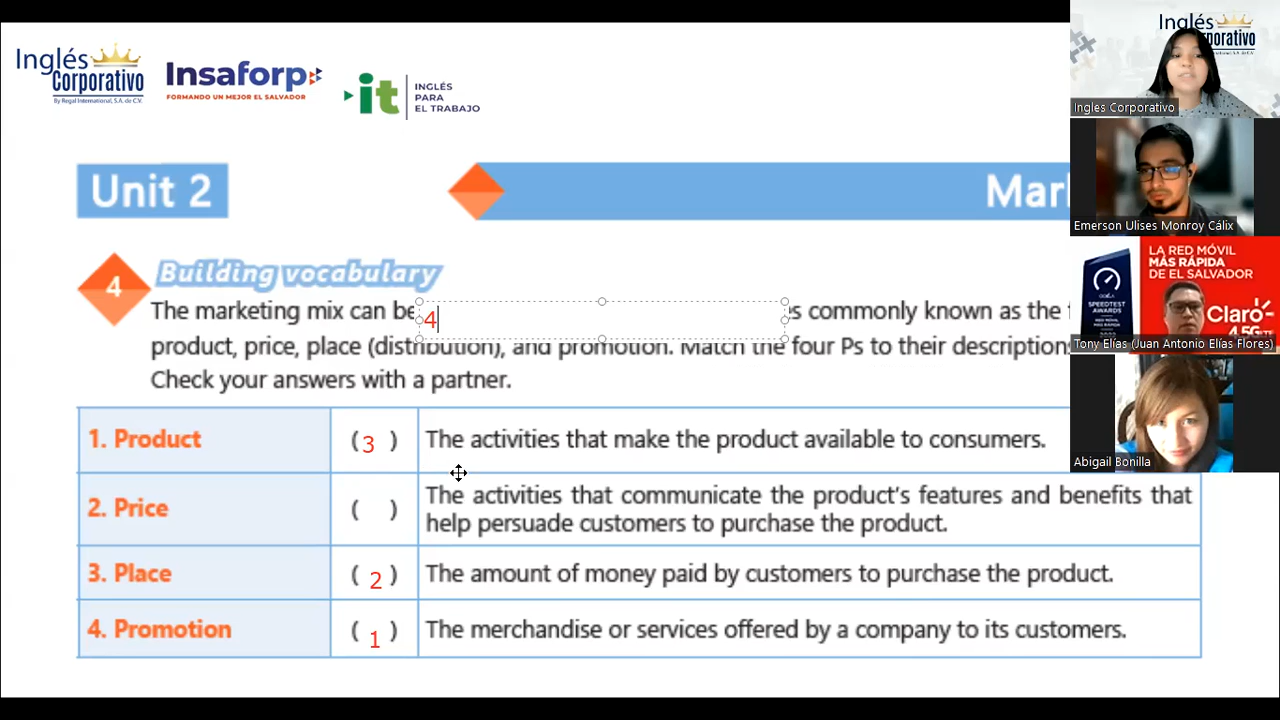 Inglés
Corporativo
By Regal International, S.A. de C.V.
Insaforp
FORMANDO UN MEJOR EL SALVADOR
it
INGLÉS
PARA
EL TRABAJO
Unit 2
Mar
4
Building vocabulary
The marketing mix can be 4 s commonly known as the
product, price, place (distribution), and promotion. Match the four Ps to their descriptions
Check your answers with a partner.
1. Product ( 3 ) The activities that make the product available to consumers.
2. Price ( ) The activities that communicate the product's features and benefits that
help persuade customers to purchase the product.
3. Place ( 2 ) The amount of money paid by customers to purchase the product.
4. Promotion ( 1 ) The merchandise or services offered by a company to its customers.
Inglés
Corporativo
Ingles Corporativo
Emerson Ulises Monroy Cálix
LA RED MÓVIL
MÁS RÁPIDA
DE EL SALVADOR
SPEEDTEST
AWARDS
Claro
4.5G
Tony Elías (Juan Antonio Elías Flores)
Abigail Bonilla